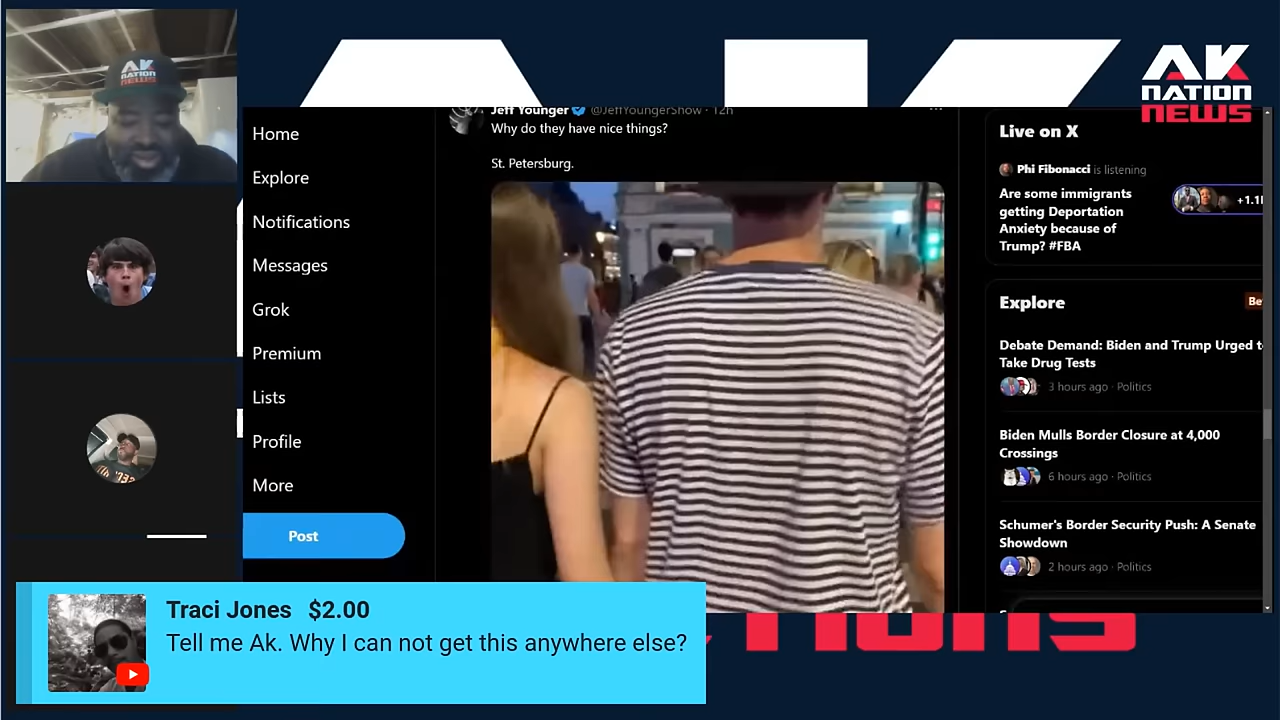 AK
NATION
NEWS
AK
NATION
NEWS
Home
Explore
Notifications
Messages
Grok
Premium
Lists
Profile
More
Post
Jeff Younger @JeffYoungerShow · 12h
Why do they have nice things?
St. Petersburg.
Live on X
Phi Fibonacci is listening
Are some immigrants
getting Deportation
Anxiety because of
Trump? #FBA
Explore
Debate Demand: Biden and Trump Urged
Take Drug Tests
3 hours ago · Politics
Biden Mulls Border Closure at 4,000
Crossings
6 hours ago · Politics
Schumer's Border Security Push: A Senate
Showdown
2 hours ago · Politics
Traci Jones $2.00
Tell me Ak. Why I can not get this anywhere else?